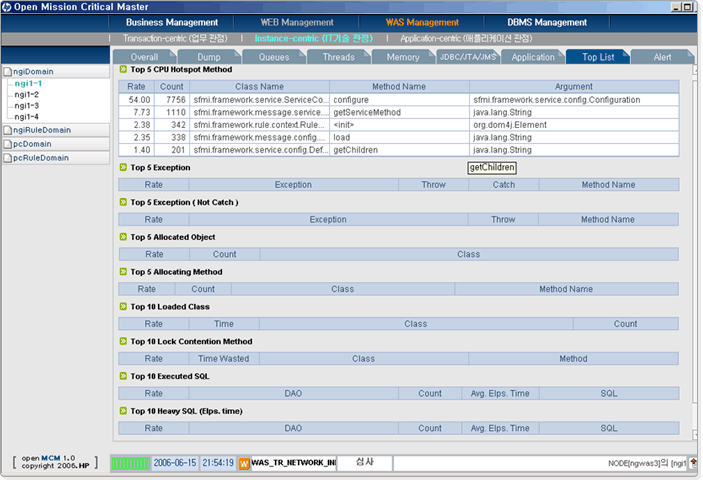 Open Mission Critical Master
Business Management WEB Management WAS Management DBMS Management
Transaction-centric (업무 관점) Instance-centric (IT기술 관점) Application-centric (애플리케이션 관점)
Overall Dump Queues Threads Memory JDBC/JTA/JMS Application Top List Alert
ngiDomain
ngi1-1
ngi1-2
ngi1-3
ngi1-4
ngiRuleDomain
pcDomain
pcRuleDomain
Top 5 CPU Hotspot Method
Rate Count Class Name Method Name Argument
54.00 7756 sfmi.framework.service.ServiceCo... configure sfmi.framework.service.config.Configuration
7.73 1110 sfmi.framework.message.service.... getServiceMethod java.lang.String
2.38 342 sfmi.framework.rule.context.Rule... <init> org.dom4j.Element
2.35 338 sfmi.framework.message.config.... load java.lang.String
1.40 201 sfmi.framework.service.config.Def... getChildren java.lang.String
getChildren
Top 5 Exception
Rate Exception Throw Catch Method Name
Top 5 Exception ( Not Catch )
Rate Exception Throw Method Name
Top 5 Allocated Object
Rate Count Class
Top 5 Allocating Method
Rate Count Class Method Name
Top 10 Loaded Class
Rate Time Class Count
Top 10 Lock Contention Method
Rate Time Wasted Class Method
Top 10 Executed SQL
Rate DAO Count Avg. Elps. Time SQL
Top 10 Heavy SQL (Elps. time)
Rate DAO Count Avg. Elps. Time SQL
[ open MCM 1.0
copyright 2006.HP ]
2006-06-15 21:54:19 W WAS_TR_NETWORK_IN 심사 NODE[ngwas3]의 [ngi1